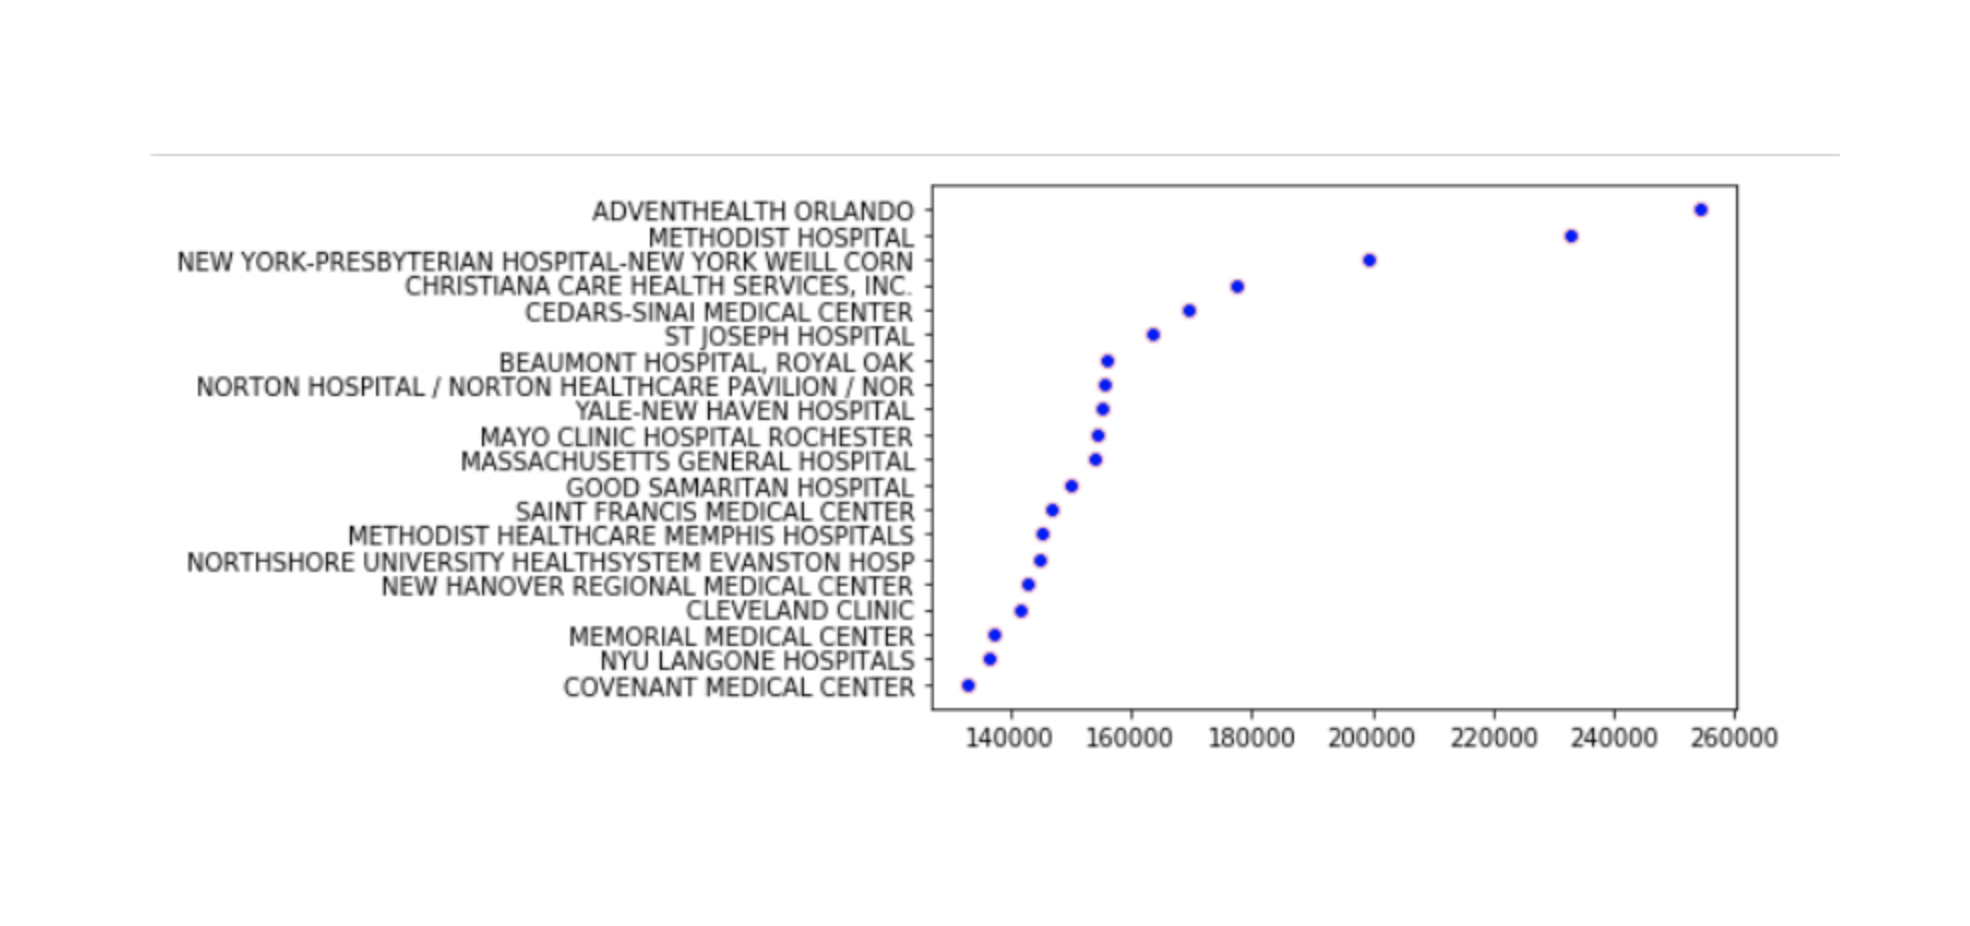 ADVENTHEALTH ORLANDO
METHODIST HOSPITAL
NEW YORK-PRESBYTERIAN HOSPITAL-NEW YORK WEILL CORN
CHRISTIANA CARE HEALTH SERVICES, INC.
CEDARS-SINAI MEDICAL CENTER
ST JOSEPH HOSPITAL
BEAUMONT HOSPITAL, ROYAL OAK
NORTON HOSPITAL / NORTON HEALTHCARE PAVILION / NOR
YALE-NEW HAVEN HOSPITAL
MAYO CLINIC HOSPITAL ROCHESTER
MASSACHUSETTS GENERAL HOSPITAL
GOOD SAMARITAN HOSPITAL
SAINT FRANCIS MEDICAL CENTER
METHODIST HEALTHCARE MEMPHIS HOSPITALS
NORTHSHORE UNIVERSITY HEALTHSYSTEM EVANSTON HOSP
NEW HANOVER REGIONAL MEDICAL CENTER
CLEVELAND CLINIC
MEMORIAL MEDICAL CENTER
NYU LANGONE HOSPITALS
COVENANT MEDICAL CENTER
140000 160000 180000 200000 220000 240000 260000